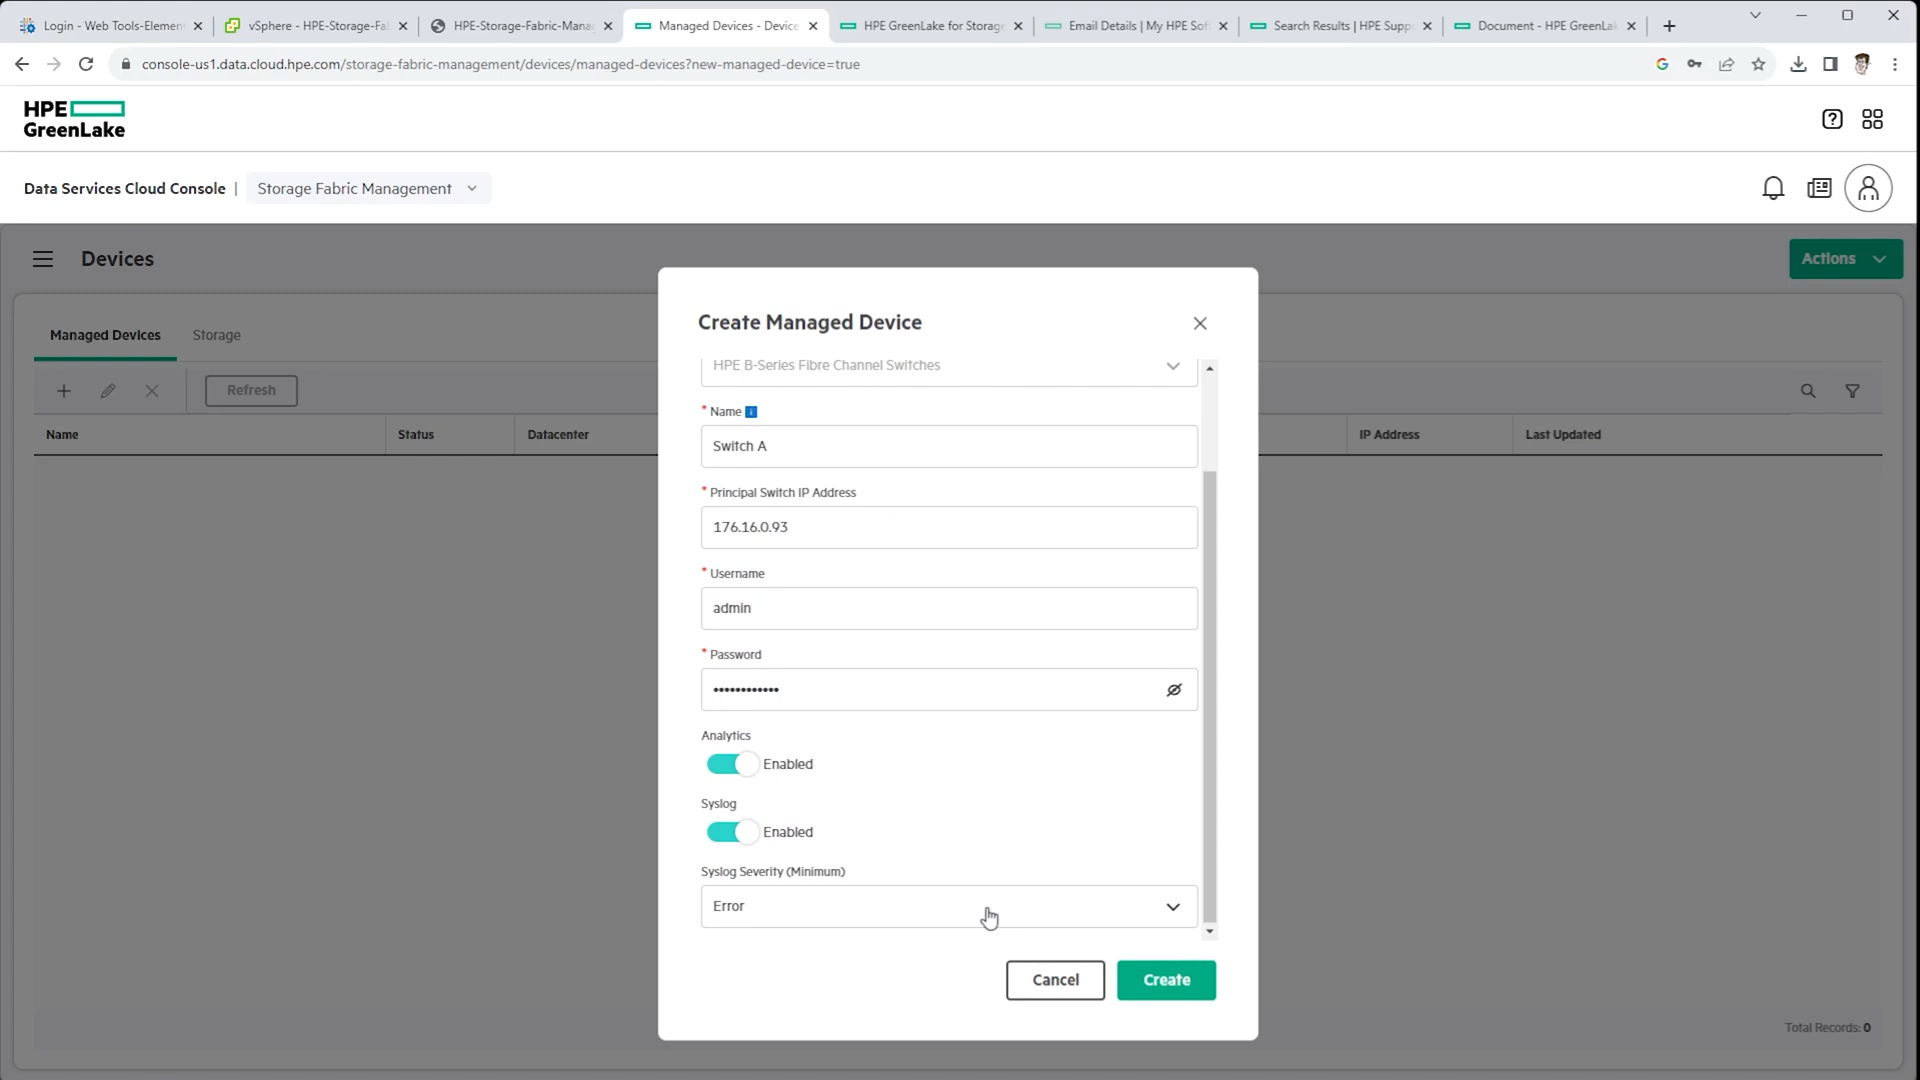 Login - Web Tools-Elemen
vSphere - HPE-Storage-Fa
HPE-Storage-Fabric-Mana
Managed Devices - Device
HPE GreenLake for Storage
Email Details | My HPE Sof
Search Results | HPE Supp
Document - HPE GreenLa
console-us1.data.cloud.hpe.com/storage-fabric-management/devices/managed-devices?new-managed-device=true
HPE
GreenLake
Data Services Cloud Console | Storage Fabric Management
Devices
Actions
Managed Devices Storage
Refresh
Name Status Datacenter IP Address Last Updated
Create Managed Device
HPE B-Series Fibre Channel Switches
* Name
Switch A
* Principal Switch IP Address
176.16.0.93
* Username
admin
* Password
••••••••••••
Analytics
Enabled
Syslog
Enabled
Syslog Severity (Minimum)
Error
Cancel Create
Total Records: 0